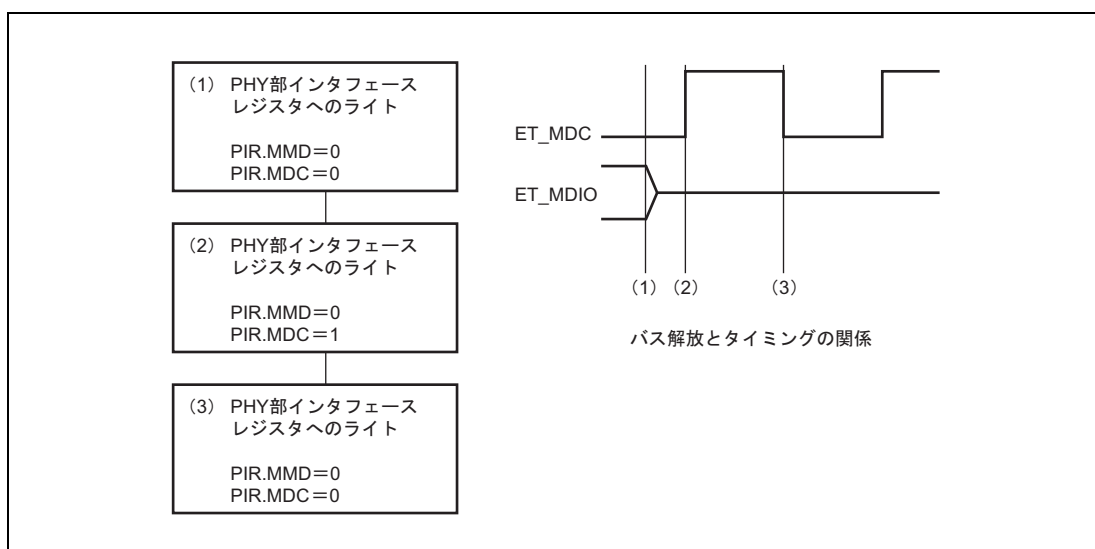 (1) PHY部インタフェース
レジスタへのライト
PIR.MMD=0
PIR.MDC=0
(2) PHY部インタフェース
レジスタへのライト
PIR.MMD=0
PIR.MDC=1
(3) PHY部インタフェース
レジスタへのライト
PIR.MMD=0
PIR.MDC=0
ET_MDC
ET_MDIO
(1) (2) (3)
バス解放とタイミングの関係